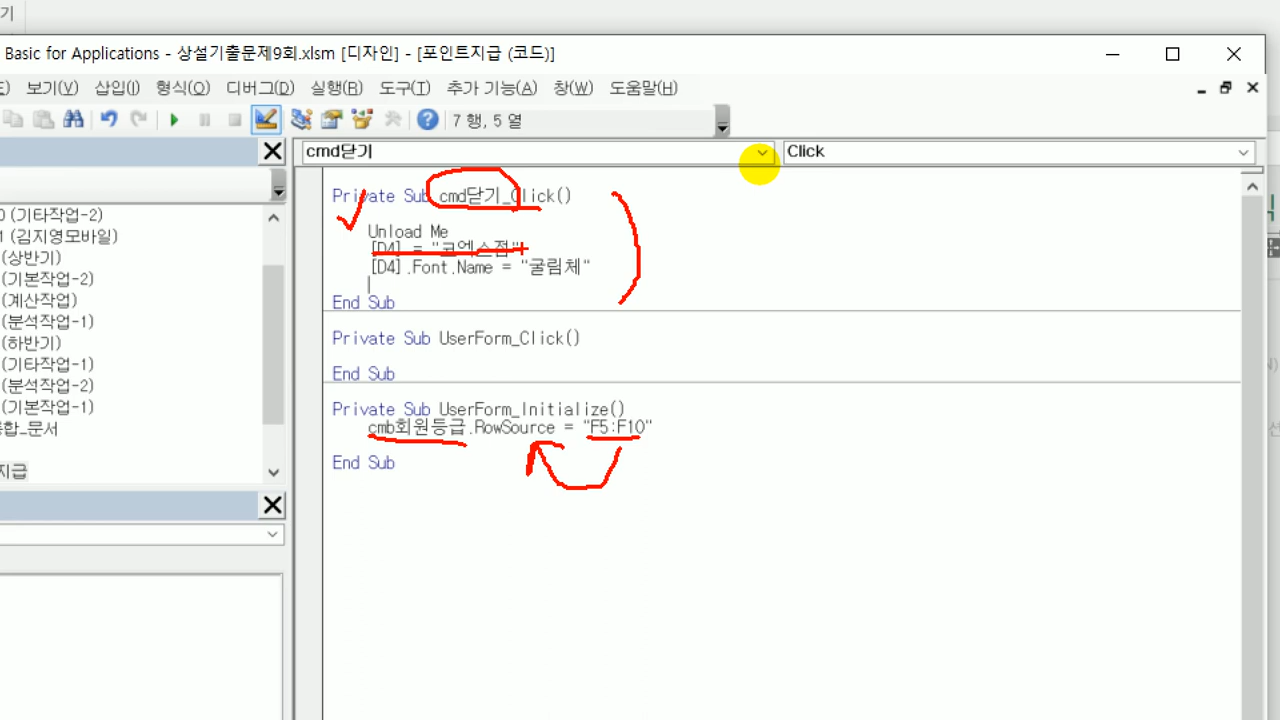 기
Basic for Applications - 상설기출문제9회.xlsm [디자인] - [포인트지급 (코드)]
보기(V) 삽입(I) 형식(O) 디버그(D) 실행(R) 도구(T) 추가 기능(A) 창(W) 도움말(H)
7 행, 5 열
cmd닫기
Click
0 (기타작업-2)
1 (김지영모바일)
(상반기)
(기본작업-2)
(계산작업)
(분석작업-1)
(하반기)
(기타작업-1)
(분석작업-2)
(기본작업-1)
통합_문서
지급
Private Sub cmd닫기_Click()
Unload Me
[D4] = "코엑스점"
[D4].Font.Name = "굴림체"
End Sub
Private Sub UserForm_Click()
End Sub
Private Sub UserForm_Initialize()
cmb회원등급.RowSource = "F5:F10"
End Sub